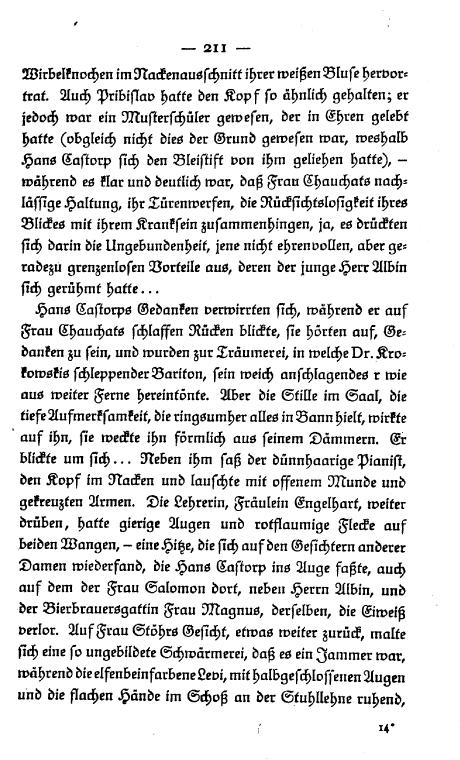 — 211 —
Wirbelknochen im Nackenausschnitt ihrer weißen Bluse hervor-
trat. Auch Pribislav hatte den Kopf so ähnlich gehalten; er
jedoch war ein Musterschüler gewesen, der in Ehren gelebt
hatte (obgleich nicht dies der Grund gewesen war, weshalb
Hans Castorp sich den Bleistift von ihm geliehen hatte), –
während es klar und deutlich war, daß Frau Chauchats nach-
lässige Haltung, ihr Türenwerfen, die Rücksichtslosigkeit ihres
Blickes mit ihrem Kranksein zusammenhingen, ja, es drückten
sich darin die Ungebundenheit, jene nicht ehrenvollen, aber ge-
radezu grenzenlosen Vorteile aus, deren der junge Herr Albin
sich gerühmt hatte...
Hans Castorps Gedanken verwirrten sich, während er auf
Frau Chauchats schlaffen Rücken blickte, sie hörten auf, Ge-
danken zu sein, und wurden zur Träumerei, in welche Dr. Kro-
kowskis schleppender Bariton, sein weich anschlagendes r wie
aus weiter Ferne hereintönte. Aber die Stille im Saal, die
tiefe Aufmerksamkeit, die ringsumher alles in Bann hielt, wirkte
auf ihn, sie weckte ihn förmlich aus seinem Dämmern. Er
blickte um sich... Neben ihm saß der dünnhaarige Pianist,
den Kopf im Nacken und lauschte mit offenem Munde und
gekreuzten Armen. Die Lehrerin, Fräulein Engelhart, weiter
drüben, hatte gierige Augen und rotflaumige Flecke auf
beiden Wangen, – eine Hitze, die sich auf den Gesichtern anderer
Damen wiederfand, die Hans Castorp ins Auge faßte, auch
auf dem der Frau Salomon dort, neben Herrn Albin, und
der Bierbrauersgattin Frau Magnus, derselben, die Eiweiß
verlor. Auf Frau Stöhrs Gesicht, etwas weiter zurück, malte
sich eine so ungebildete Schwärmerei, daß es ein Jammer war,
während die elfenbeinfarbene Levi, mit halbgeschlossenen Augen
und die flachen Hände im Schoß an der Stuhllehne ruhend,
14*